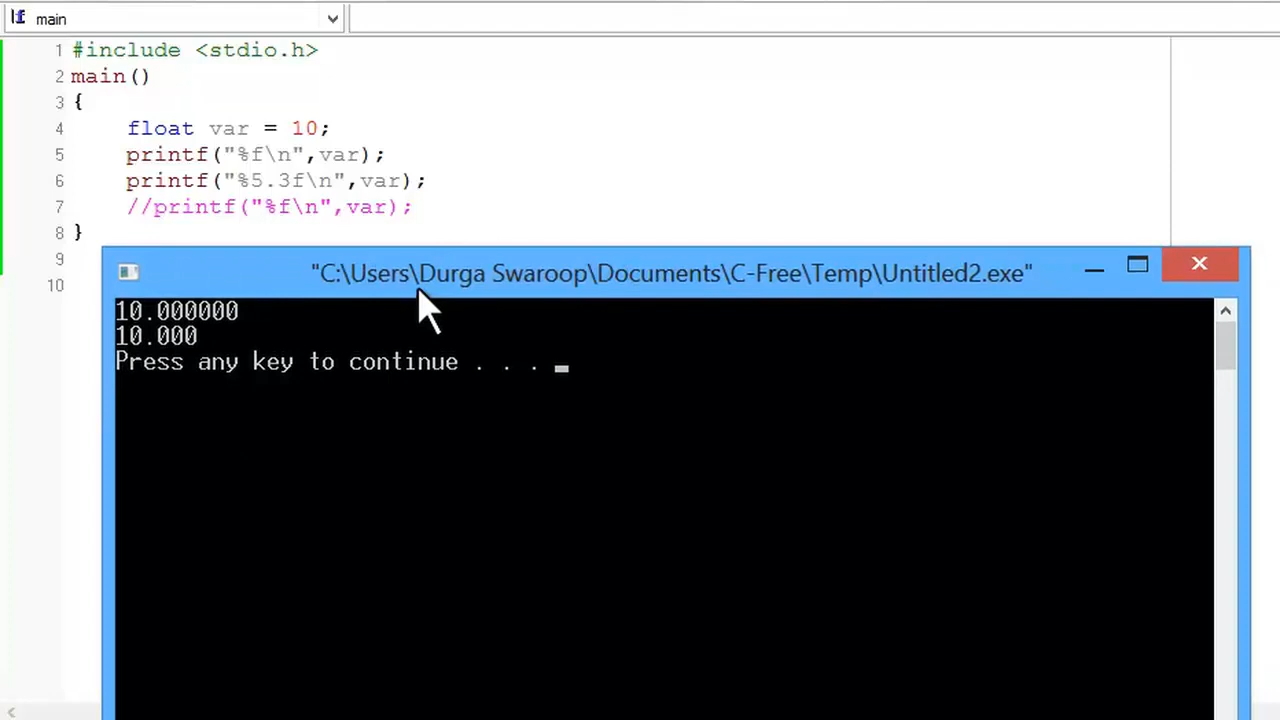 main
1 #include <stdio.h>
2 main()
3 {
4 float var = 10;
5 printf("%f\n",var);
6 printf("%5.3f\n",var);
7 //printf("%f\n",var);
8 }
9
10
"C:\Users\Durga Swaroop\Documents\C-Free\Temp\Untitled2.exe"
10.000000
10.000
Press any key to continue . . .